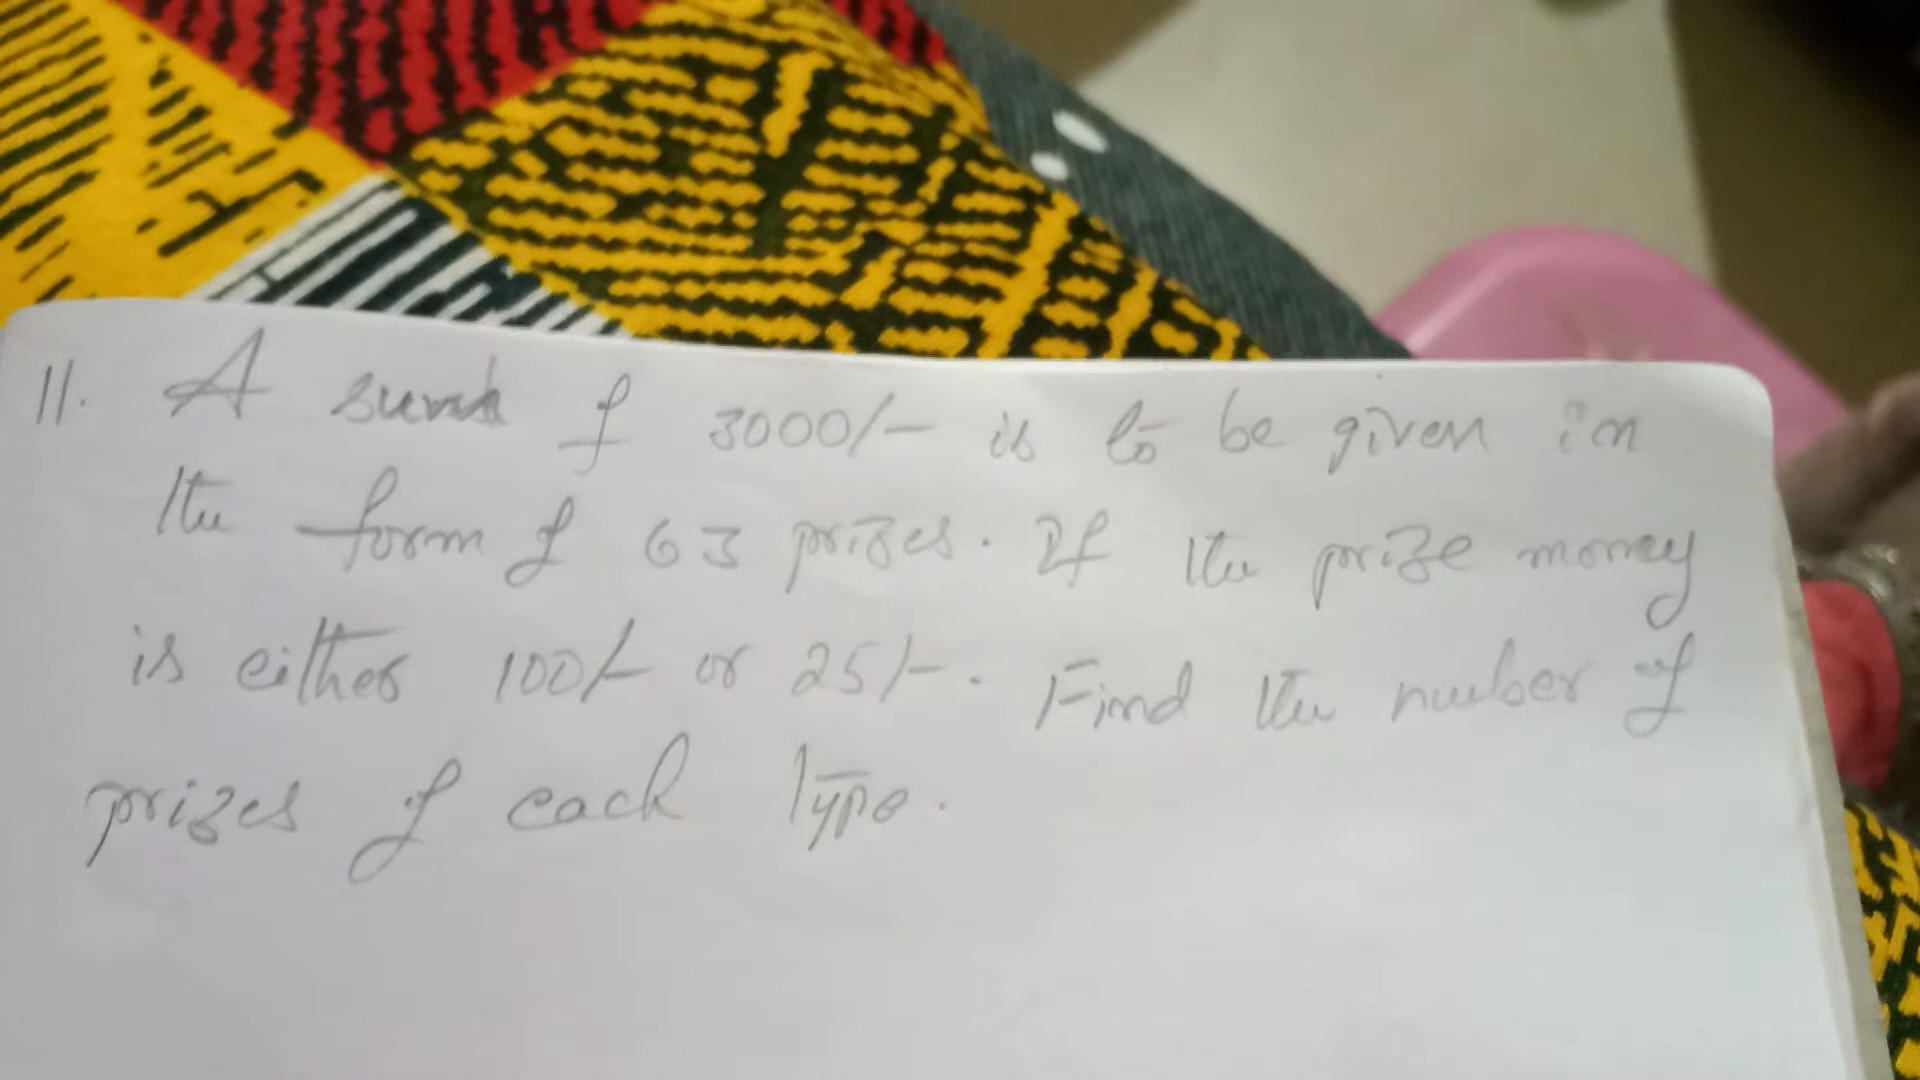 11. A sum of 3000/- is to be given in
the form of 63 prizes. If the prize money
is either 100/- or 25/-. Find the number of
prizes of each type.